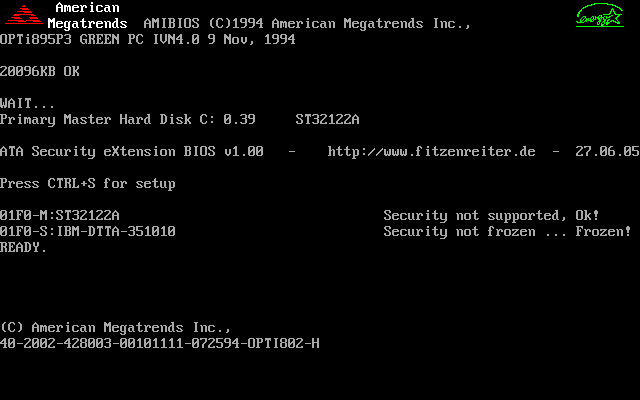 American
Megatrends AMIBIOS (C)1994 American Megatrends Inc.,
OPTi895P3 GREEN PC IVN4.0 9 Nov, 1994
energy
20096KB OK
WAIT...
Primary Master Hard Disk C: 0.39 ST32122A
ATA Security eXtension BIOS v1.00 - http://www.fitzenreiter.de - 27.06.05
Press CTRL+S for setup
01F0-M:ST32122A Security not supported, Ok!
01F0-S:IBM-DTTA-351010 Security not frozen ... Frozen!
READY.
(C) American Megatrends Inc.,
40-2002-428003-00101111-072594-OPTI802-H